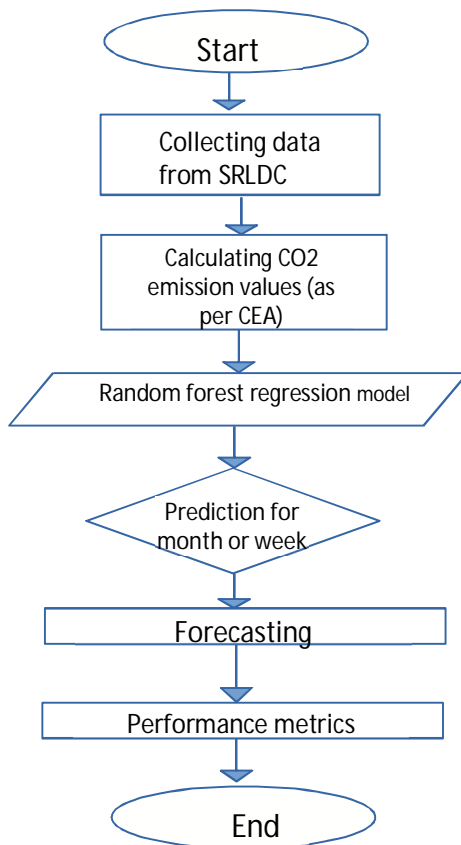 Start
Collecting data
from SRLDC
Calculating CO2
emission values (as
per CEA)
Random forest regression model
Prediction for
month or week
Forecasting
Performance metrics
End